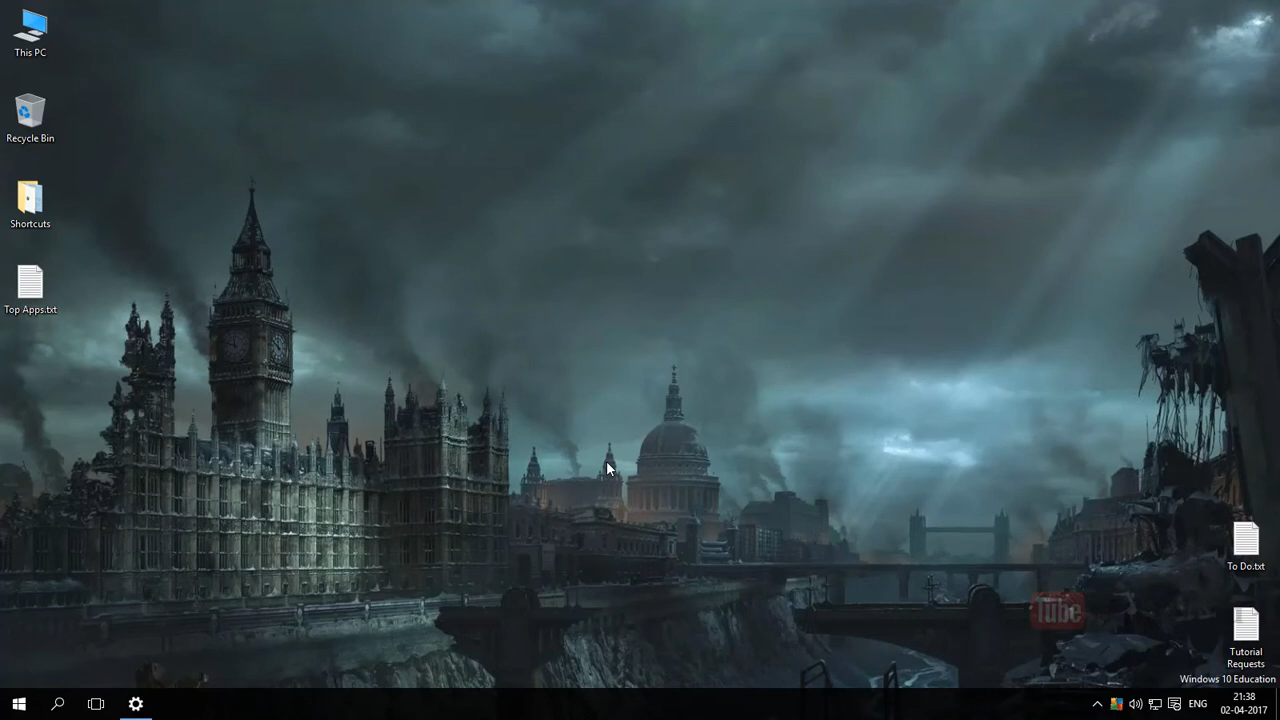 This PC
Recycle Bin
Shortcuts
Top Apps.txt
Tube
To Do.txt
Tutorial
Requests
Windows 10 Education
ENG
21:38
02-04-2017